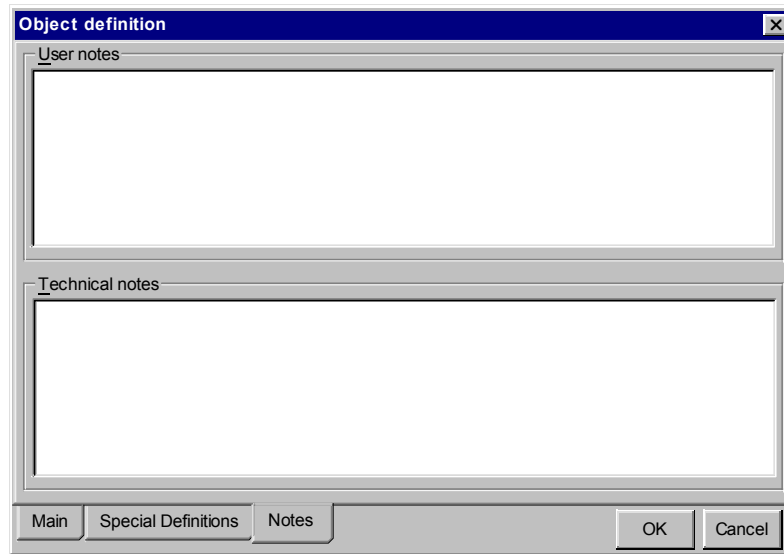 Object definition
User notes
Technical notes
Main Special Definitions Notes
OK Cancel